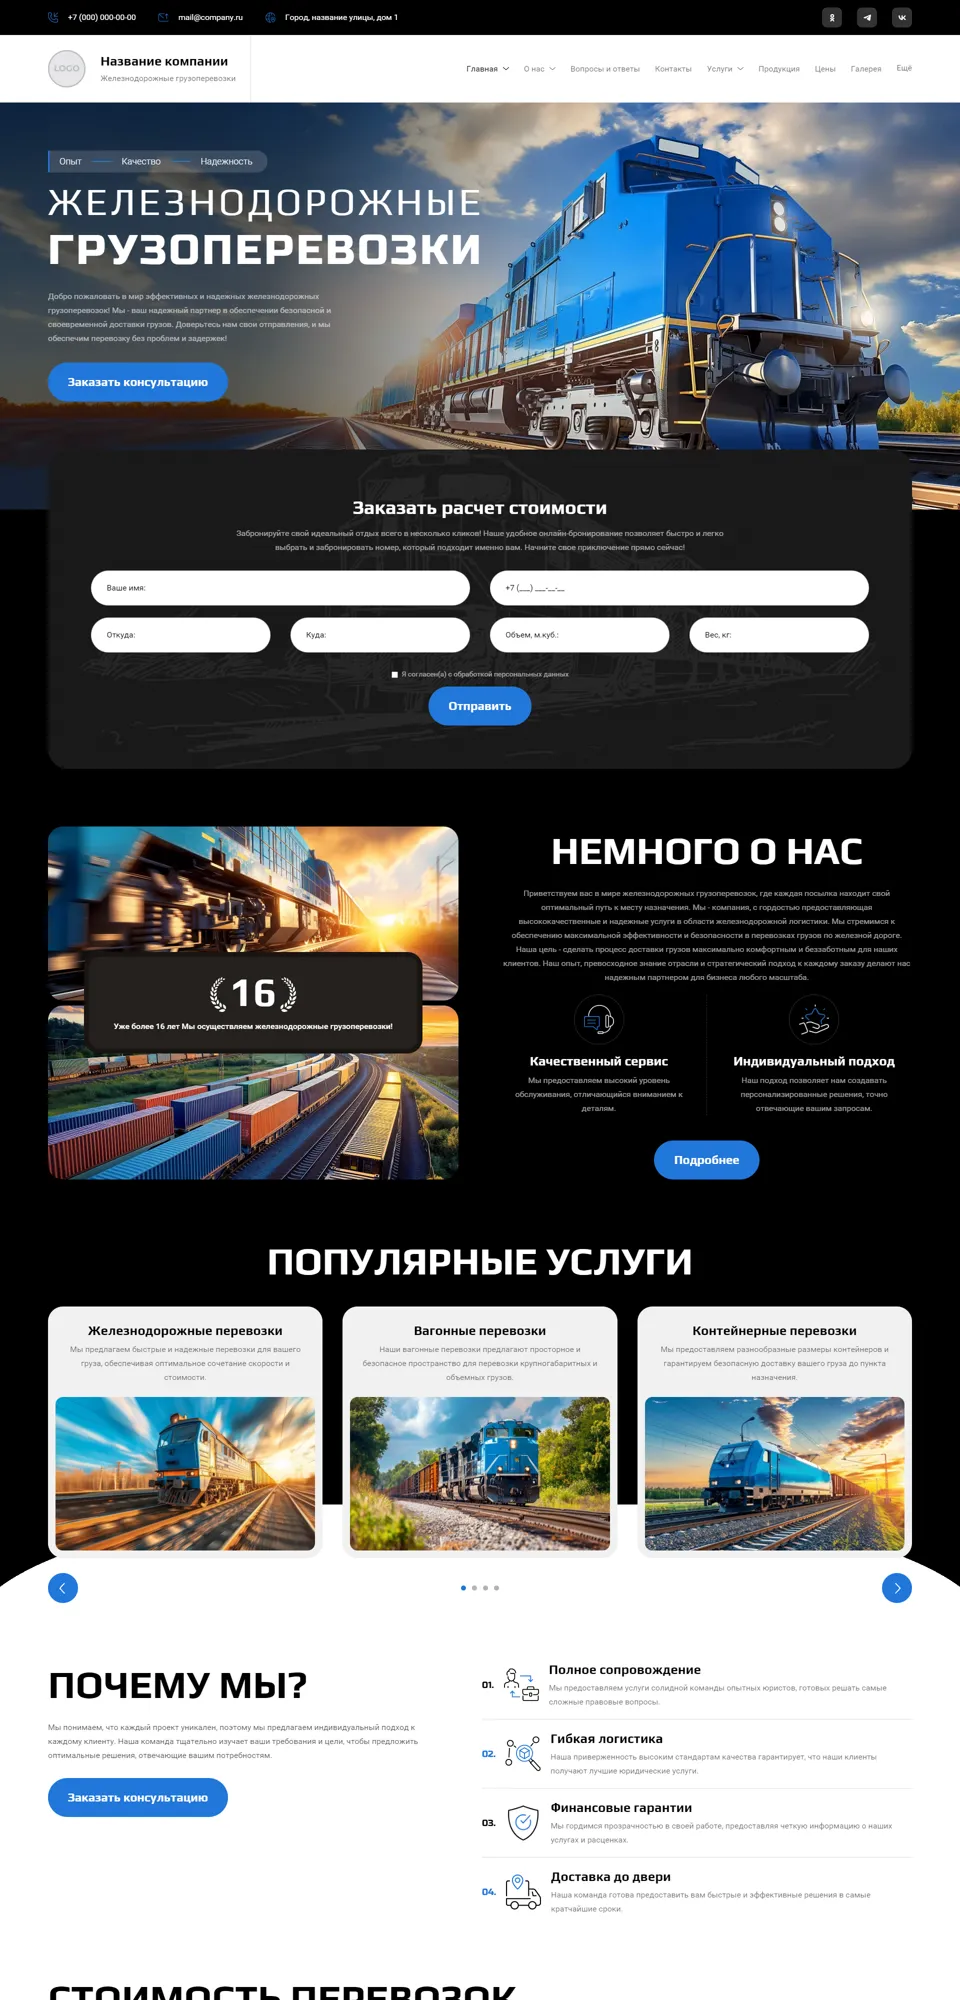 +7 (000) 000-00-00
mail@company.ru
Город, название улицы, дом 1
LOGO
Название компании
Железнодорожные грузоперевозки
Главная
О нас
Вопросы и ответы
Контакты
Услуги
Продукция
Цены
Галерея
Ещё
Опыт
Качество
Надежность
ЖЕЛЕЗНОДОРОЖНЫЕ
ГРУЗОПЕРЕВОЗКИ
Добро пожаловать в мир эффективных и надежных железнодорожных
грузоперевозок! Мы - ваш надежный партнер в обеспечении безопасной и
своевременной доставки грузов. Доверьтесь нам свои отправления, и мы
обеспечим перевозку без проблем и задержек!
Заказать консультацию
Заказать расчет стоимости
Забронируйте свой идеальный отдых всего в несколько кликов! Наше удобное онлайн-бронирование позволяет быстро и легко
выбрать и забронировать номер, который подходит именно вам. Начните свое приключение прямо сейчас!
Ваше имя:
+7 (___) ___-__-__
Откуда:
Куда:
Объем, м.куб.:
Вес, кг:
Я согласен(а) с обработкой персональных данных
Отправить
16
Уже более 16 лет Мы осуществляем железнодорожные грузоперевозки!
НЕМНОГО О НАС
Приветствуем вас в мире железнодорожных грузоперевозок, где каждая посылка находит свой
оптимальный путь к месту назначения. Мы - компания, с гордостью предоставляющая
высококачественные и надежные услуги в области железнодорожной логистики. Мы стремимся к
обеспечению максимальной эффективности и безопасности в перевозках грузов по железной дороге.
Наша цель - сделать процесс доставки грузов максимально комфортным и беззаботным для наших
клиентов. Наш опыт, превосходное знание отрасли и стратегический подход к каждому заказу делают нас
надежным партнером для бизнеса любого масштаба.
Качественный сервис
Мы предоставляем высокий уровень
обслуживания, отличающийся вниманием к
деталям.
Индивидуальный подход
Наш подход позволяет нам создавать
персонализированные решения, точно
отвечающие вашим запросам.
Подробнее
ПОПУЛЯРНЫЕ УСЛУГИ
Железнодорожные перевозки
Мы предлагаем быстрые и надежные перевозки для вашего
груза, обеспечивая оптимальное сочетание скорости и
стоимости.
Вагонные перевозки
Наши вагонные перевозки предлагают просторное и
безопасное пространство для перевозки крупногабаритных и
объемных грузов.
Контейнерные перевозки
Мы предоставляем разнообразные размеры контейнеров и
гарантируем безопасную доставку вашего груза до пункта
назначения.
ПОЧЕМУ МЫ?
Мы понимаем, что каждый проект уникален, поэтому мы предлагаем индивидуальный подход к
каждому клиенту. Наша команда тщательно изучает ваши требования и цели, чтобы предложить
оптимальные решения, отвечающие вашим потребностям.
Заказать консультацию
01.
Полное сопровождение
Мы предоставляем услуги солидной команды опытных юристов, готовых решать самые
сложные правовые вопросы.
02.
Гибкая логистика
Наша приверженность высоким стандартам качества гарантирует, что наши клиенты
получают лучшие юридические услуги.
03.
Финансовые гарантии
Мы гордимся прозрачностью в своей работе, предоставляя четкую информацию о наших
услугах и расценках.
04.
Доставка до двери
Наша команда готова предоставить вам быстрые и эффективные решения в самые
кратчайшие сроки.
СТОИМОСТЬ ПЕРЕВОЗОК